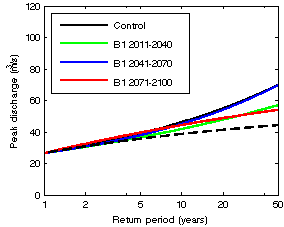 120
100
80
60
40
20
0
Peak discharge (m³/s)
Control
B1 2011-2040
B1 2041-2070
B1 2071-2100
1 2 5 10 20 50
Return period (years)